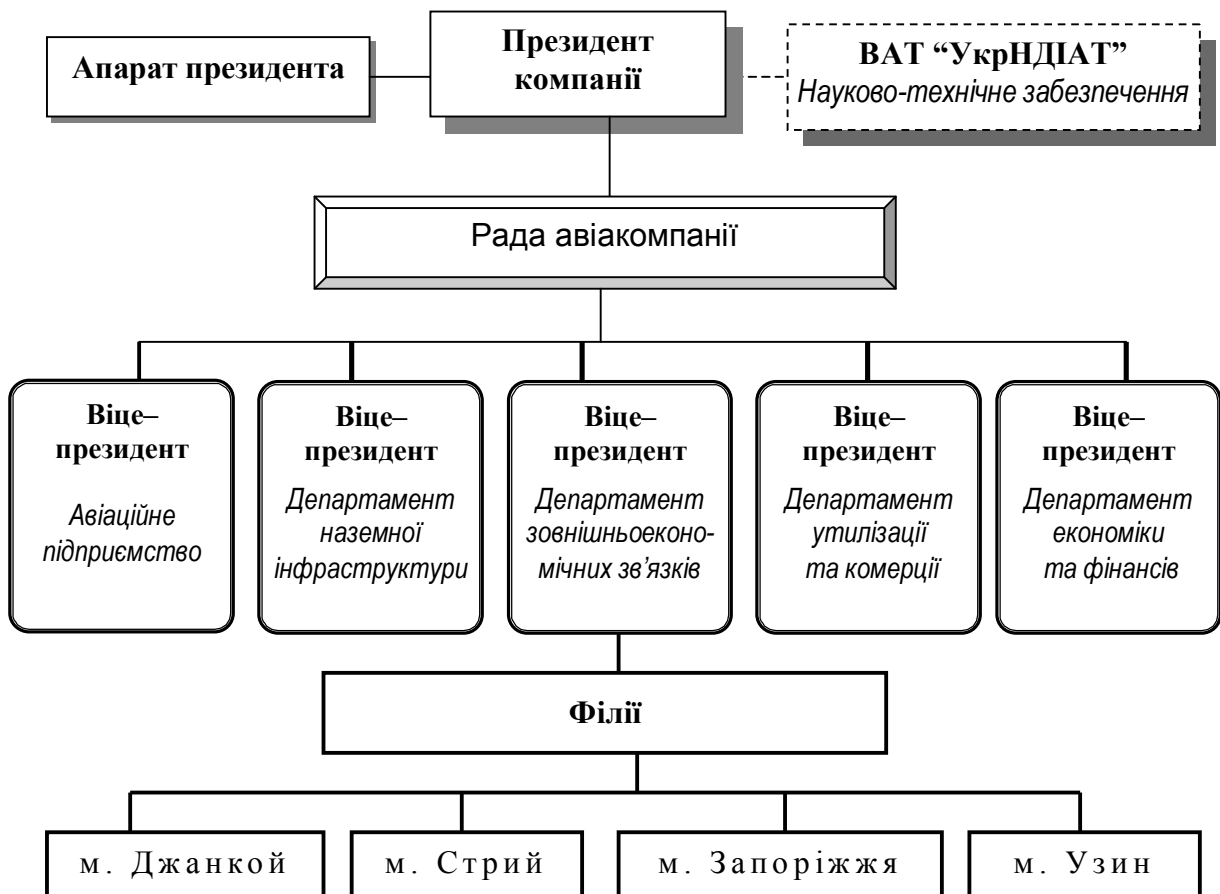 Апарат президента
Президент
компанії
ВАТ “УкрНДІАТ”
Науково-технічне забезпечення
Рада авіакомпанії
Віце–
президент
Авіаційне
підприємство
Віце–
президент
Департамент
наземної
інфраструктури
Віце–
президент
Департамент
зовнішньоеконо-
мічних зв’язків
Віце–
президент
Департамент
утилізації
та комерції
Віце–
президент
Департамент
економіки
та фінансів
Філії
м. Джанкой
м. Стрий
м. Запоріжжя
м. Узин